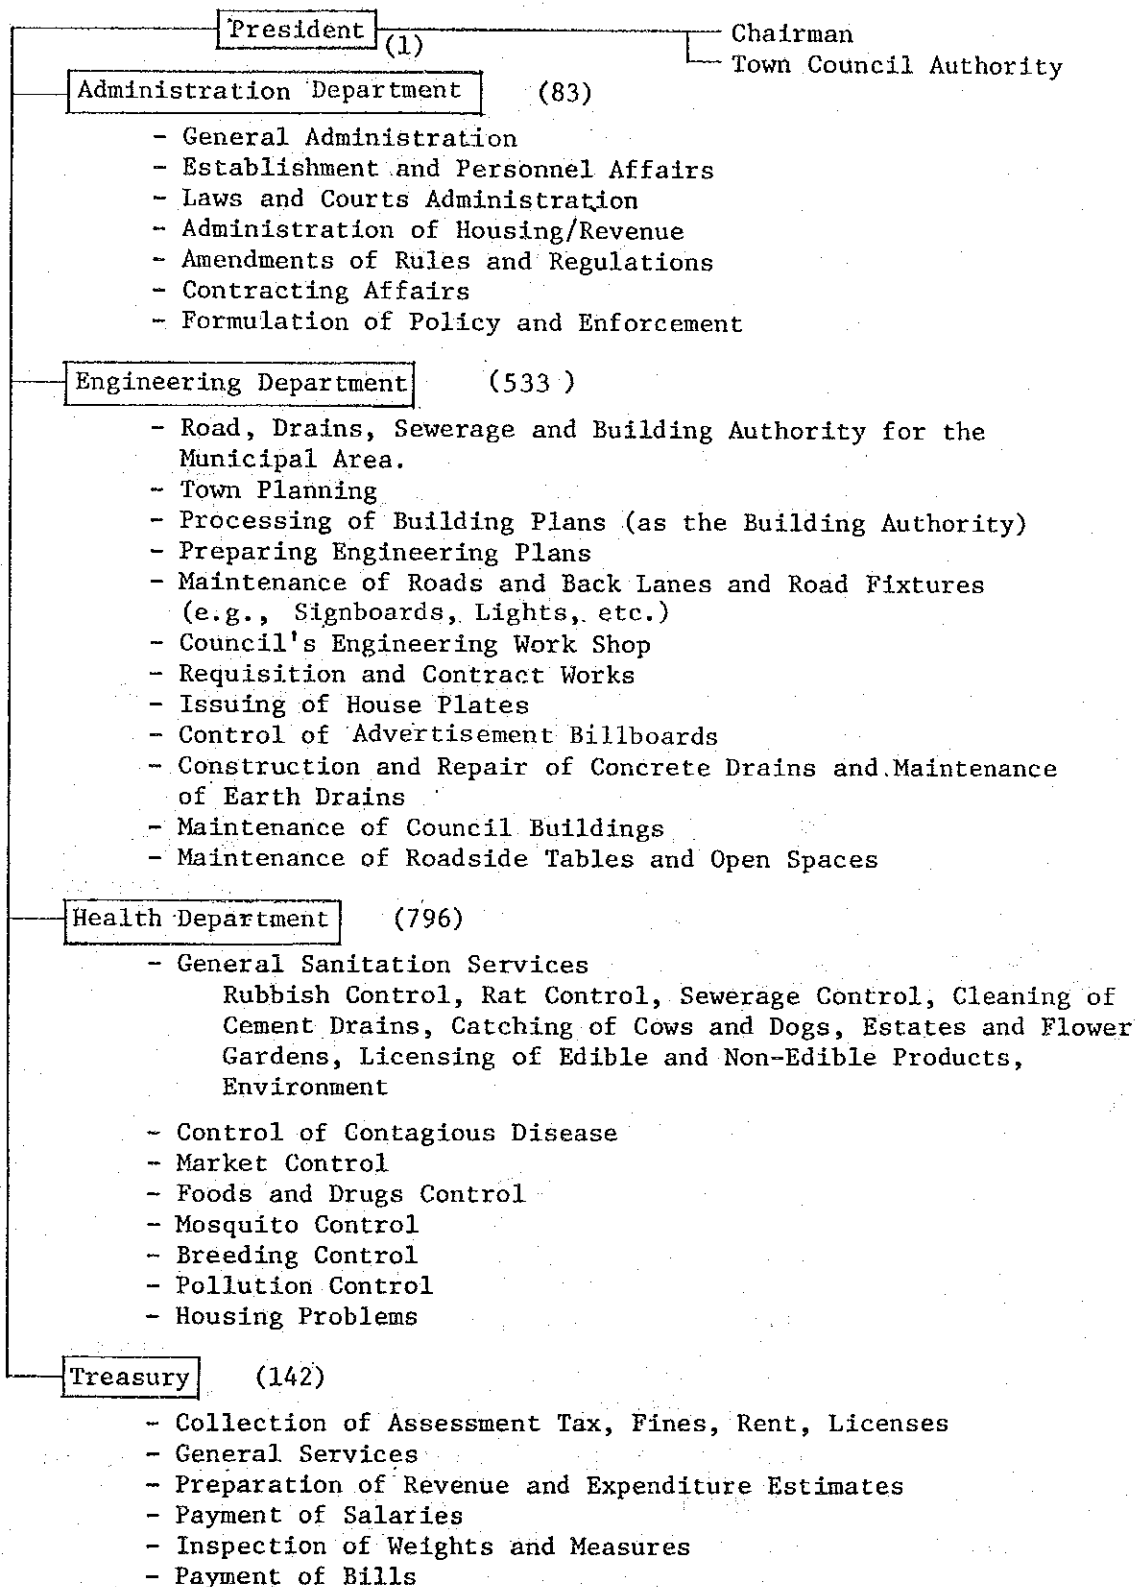 President (1) Chairman
Town Council Authority
Administration Department (83)
- General Administration
- Establishment and Personnel Affairs
- Laws and Courts Administration
- Administration of Housing/Revenue
- Amendments of Rules and Regulations
- Contracting Affairs
- Formulation of Policy and Enforcement
Engineering Department (533)
- Road, Drains, Sewerage and Building Authority for the
Municipal Area.
- Town Planning
- Processing of Building Plans (as the Building Authority)
- Preparing Engineering Plans
- Maintenance of Roads and Back Lanes and Road Fixtures
(e.g., Signboards, Lights, etc.)
- Council's Engineering Work Shop
- Requisition and Contract Works
- Issuing of House Plates
- Control of Advertisement Billboards
- Construction and Repair of Concrete Drains and Maintenance
of Earth Drains
- Maintenance of Council Buildings
- Maintenance of Roadside Tables and Open Spaces
Health Department (796)
- General Sanitation Services
Rubbish Control, Rat Control, Sewerage Control, Cleaning of
Cement Drains, Catching of Cows and Dogs, Estates and Flower
Gardens, Licensing of Edible and Non-Edible Products,
Environment
- Control of Contagious Disease
- Market Control
- Foods and Drugs Control
- Mosquito Control
- Breeding Control
- Pollution Control
- Housing Problems
Treasury (142)
- Collection of Assessment Tax, Fines, Rent, Licenses
- General Services
- Preparation of Revenue and Expenditure Estimates
- Payment of Salaries
- Inspection of Weights and Measures
- Payment of Bills